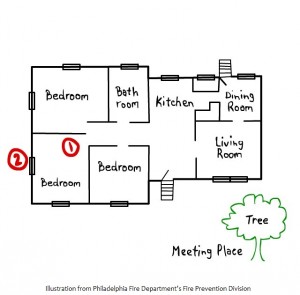 Bedroom
Bath
room
Kitchen
Dining
Room
2
1
Bedroom
Bedroom
Living
Room
Tree
Meeting Place
Illustration from Philadelphia Fire Department's Fire Prevention Division